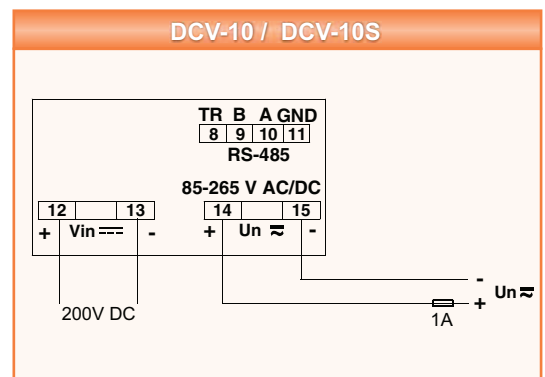 DCV-10 / DCV-10S
TR B A GND
8 9 10 11
RS-485
85-265 V AC/DC
12 13 14 15
+ Vin - + Un -
-
Un
+
200V DC
1A